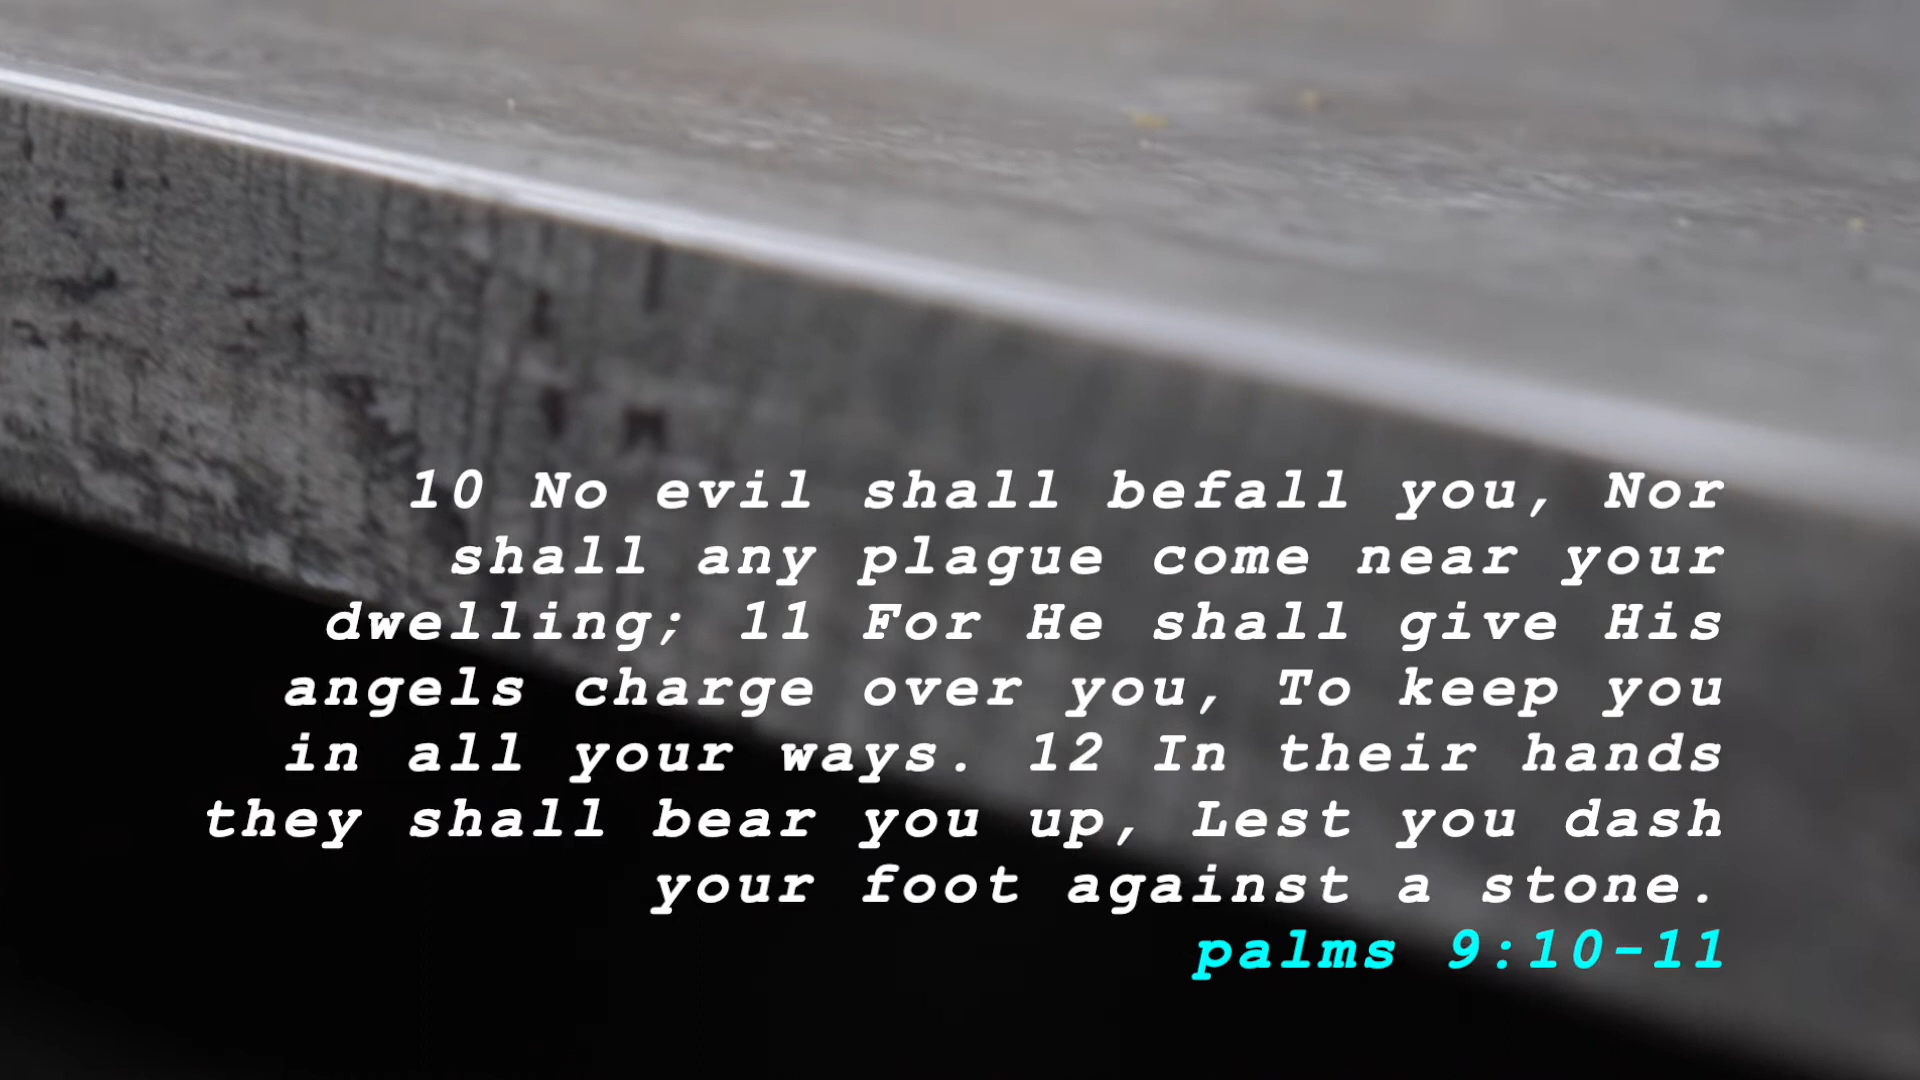 10 No evil shall befall you, Nor
shall any plague come near your
dwelling; 11 For He shall give His
angels charge over you, To keep you
in all your ways. 12 In their hands
they shall bear you up, Lest you dash
your foot against a stone.
palms 9:10-11